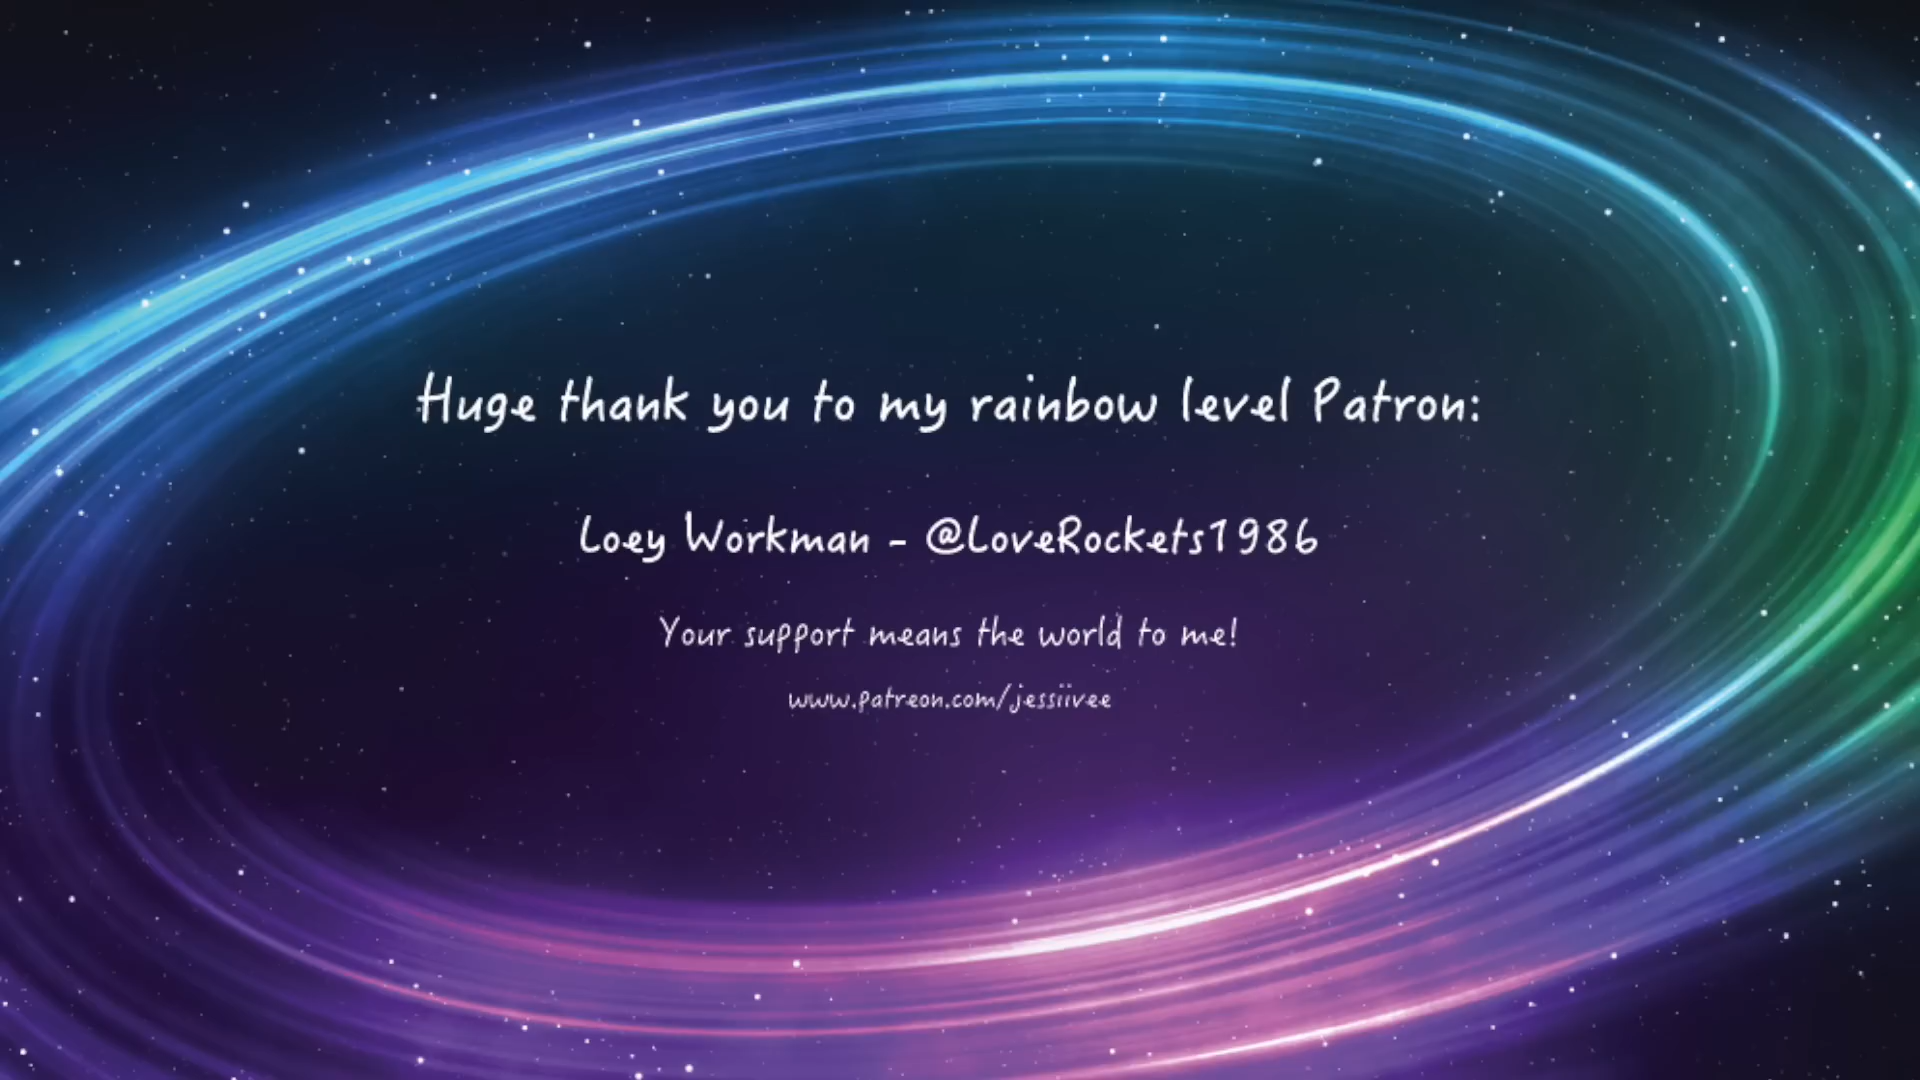 Huge thank you to my rainbow level Patron:
Loey Workman - @LoveRockets1986
Your support means the world to me!
www.patreon.com/jessiivee